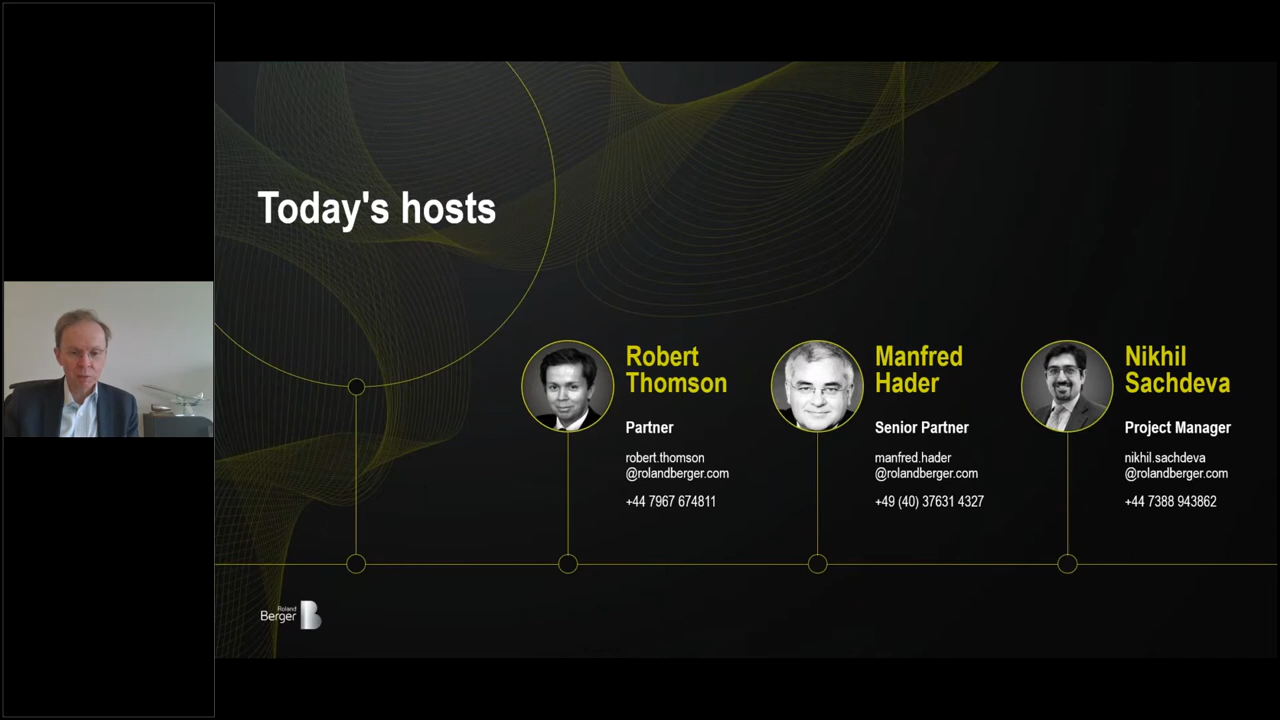 Today's hosts
Robert
Thomson
Partner
robert.thomson
@rolandberger.com
+44 7967 674811
Manfred
Hader
Senior Partner
manfred.hader
@rolandberger.com
+49 (40) 37631 4327
Nikhil
Sachdeva
Project Manager
nikhil.sachdeva
@rolandberger.com
+44 7388 943862
Roland
Berger
B